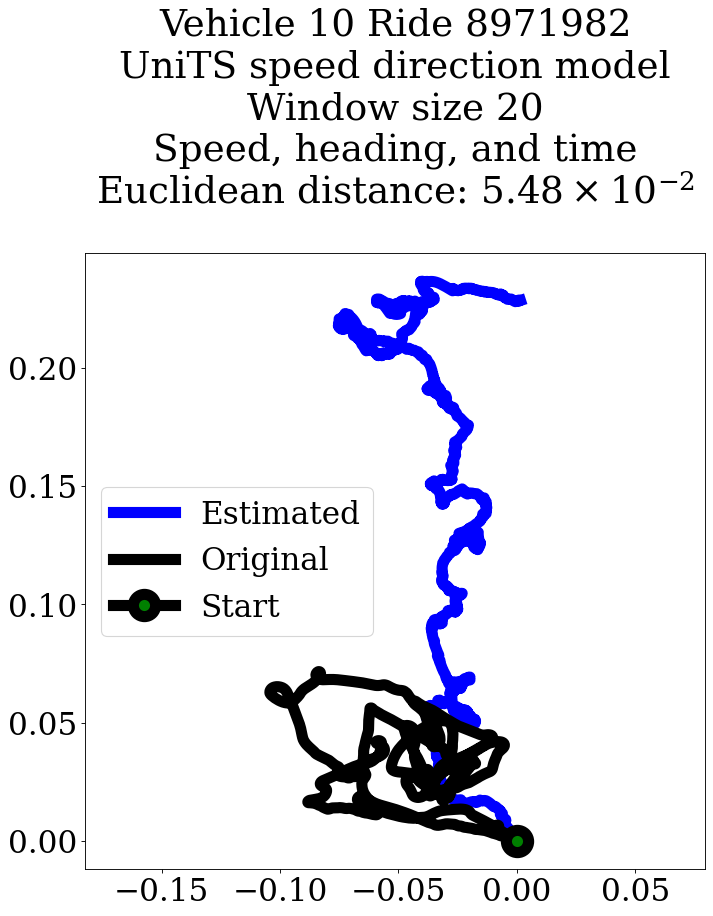 Vehicle 10 Ride 8971982
UniTS speed direction model
Window size 20
Speed, heading, and time
Euclidean distance: 5.48 × 10⁻²
0.20
0.15
0.10
0.05
0.00
Estimated
Original
Start
−0.15 −0.10 −0.05 0.00 0.05